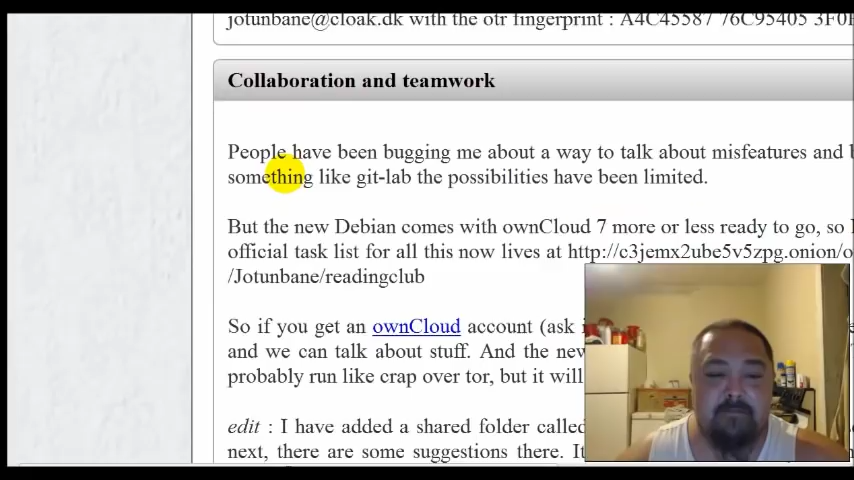 jotunbane@cloak.dk with the otr fingerprint : A4C45587 76C95405
Collaboration and teamwork
People have been bugging me about a way to talk about misfeatures and
something like git-lab the possibilities have been limited.
But the new Debian comes with ownCloud 7 more or less ready to go, so
official task list for all this now lives at http://c3jemx2ube5v5zpg.onion/o
/Jotunbane/readingclub
So if you get an ownCloud account (ask
and we can talk about stuff. And the new
probably run like crap over tor, but it will
edit : I have added a shared folder called
next, there are some suggestions there. It